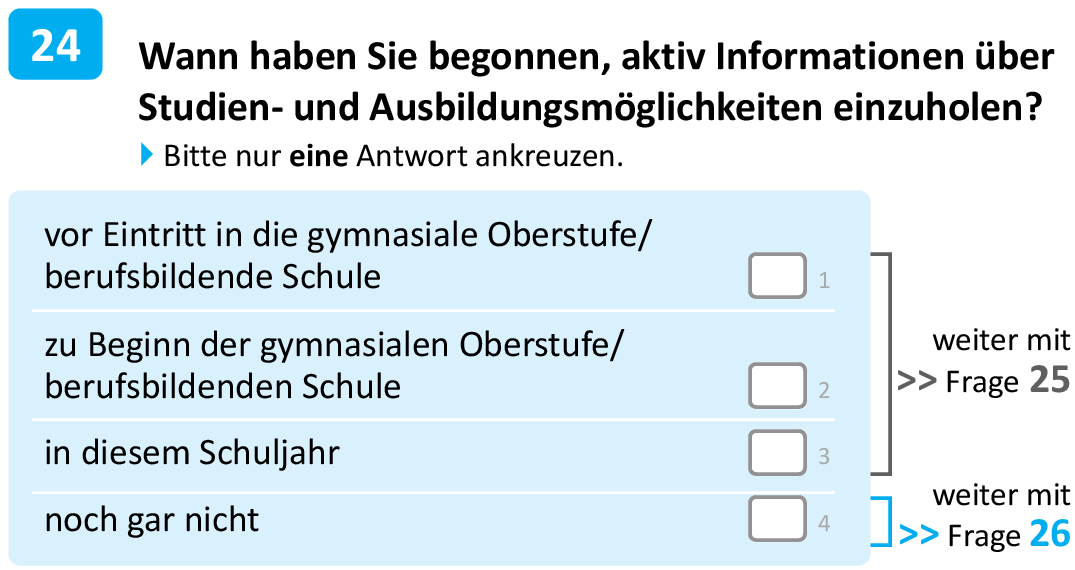 24
Wann haben Sie begonnen, aktiv Informationen über
Studien- und Ausbildungsmöglichkeiten einzuholen?
Bitte nur eine Antwort ankreuzen.
vor Eintritt in die gymnasiale Oberstufe/
berufsbildende Schule 1
zu Beginn der gymnasialen Oberstufe/
berufsbildenden Schule 2
in diesem Schuljahr 3
weiter mit
>> Frage 25
noch gar nicht 4
weiter mit
>> Frage 26